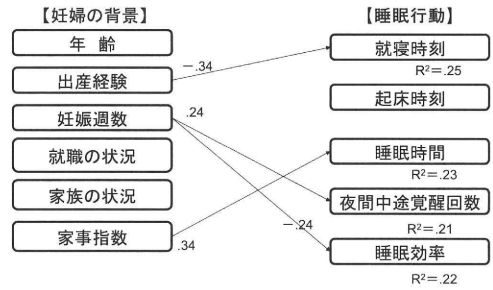 【妊婦の背景】
年 齢
出産経験
妊娠週数
就職の状況
家族の状況
家事指数
－.34
.24
－.24
.34
【睡眠行動】
就寝時刻
R²＝.25
起床時刻
睡眠時間
R²＝.23
夜間中途覚醒回数
R²＝.21
睡眠効率
R²＝.22